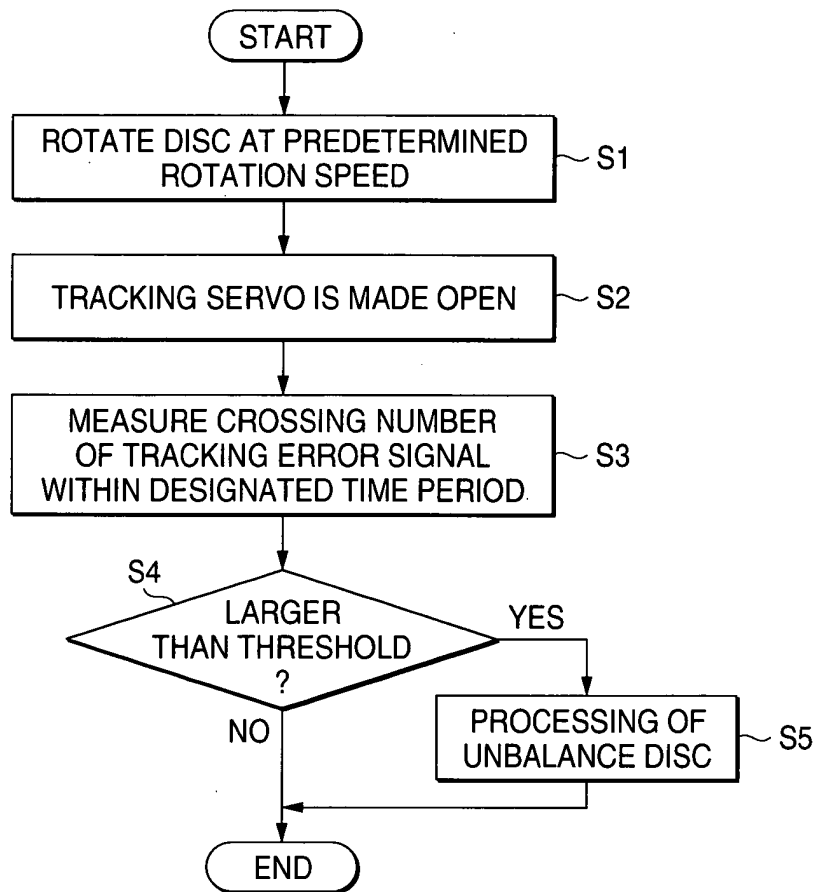 START
ROTATE DISC AT PREDETERMINED
ROTATION SPEED
S1
TRACKING SERVO IS MADE OPEN
S2
MEASURE CROSSING NUMBER
OF TRACKING ERROR SIGNAL
WITHIN DESIGNATED TIME PERIOD
S3
S4
LARGER
THAN THRESHOLD
?
YES
NO
PROCESSING OF
UNBALANCE DISC
S5
END